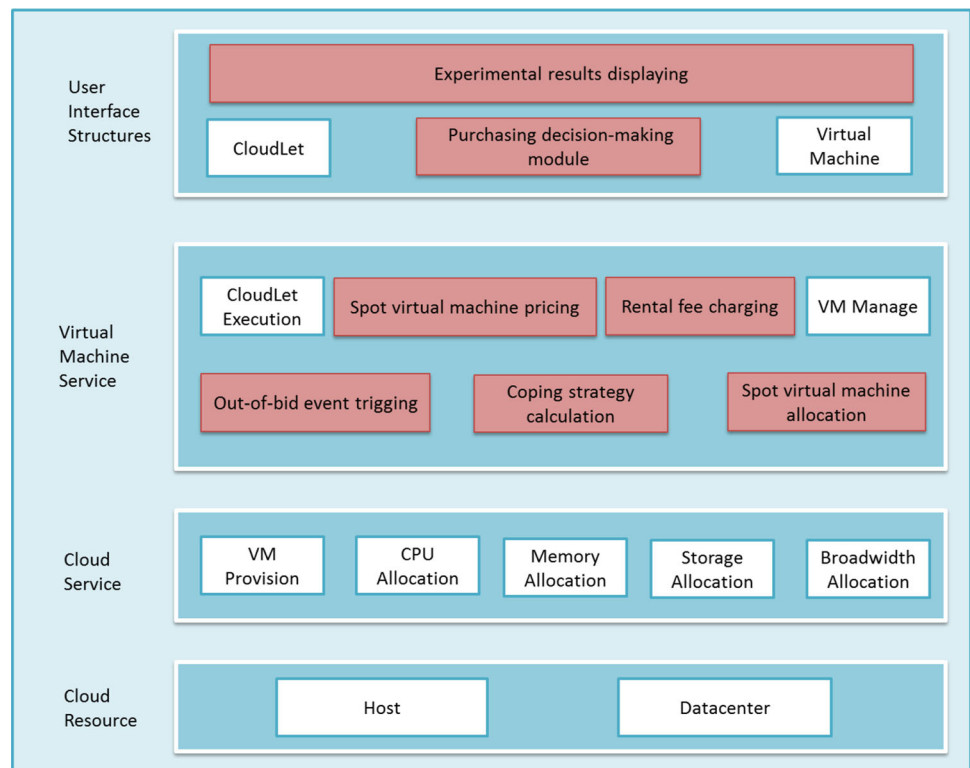 User
Interface
Structures
Experimental results displaying
CloudLet
Purchasing decision-making
module
Virtual
Machine
Virtual
Machine
Service
CloudLet
Execution
Spot virtual machine pricing
Rental fee charging
VM Manage
Out-of-bid event trigging
Coping strategy
calculation
Spot virtual machine
allocation
Cloud
Service
VM
Provision
CPU
Allocation
Memory
Allocation
Storage
Allocation
Broadwidth
Allocation
Cloud
Resource
Host
Datacenter